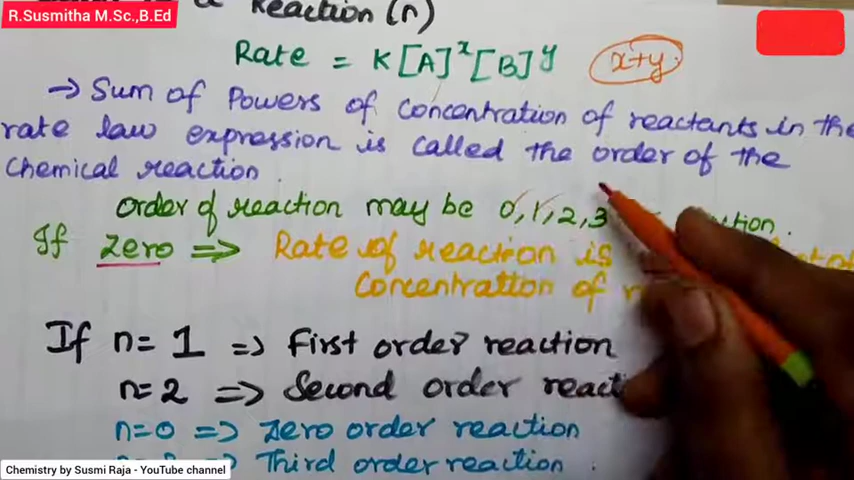 R.Susmitha M.Sc.,B.Ed
a Reaction (n)
Rate = K[A]x[B]y x+y
→ Sum of Powers of concentration of reactants in the
rate law expression is called the order of the
chemical reaction.
order of reaction may be 0,1,2,3
If zero ⇒ Rate of reaction is
concentration of
If n= 1 => First order reaction
n=2 => Second order
n=0 => zero order reaction
=> Third order reaction.
Chemistry by Susmi Raja - YouTube channel